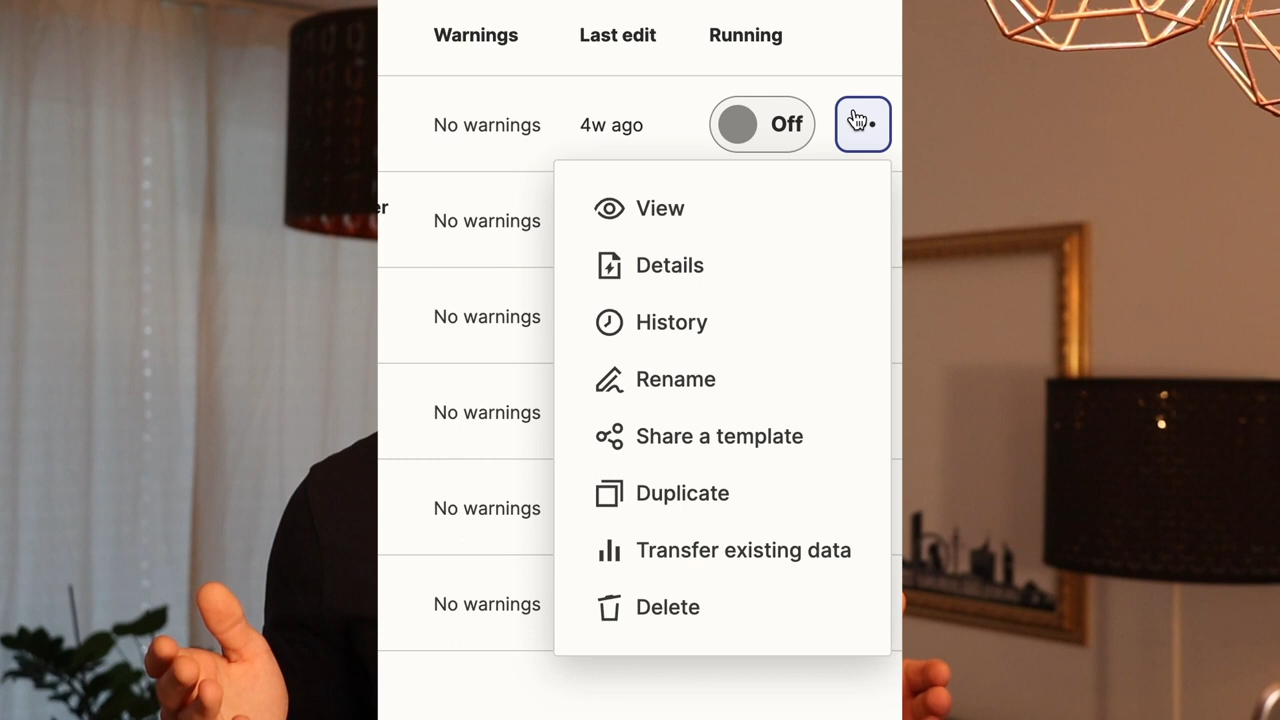 Warnings Last edit Running
No warnings 4w ago Off
er
No warnings
View
Details
No warnings
History
Rename
No warnings
Share a template
Duplicate
No warnings
Transfer existing data
No warnings
Delete